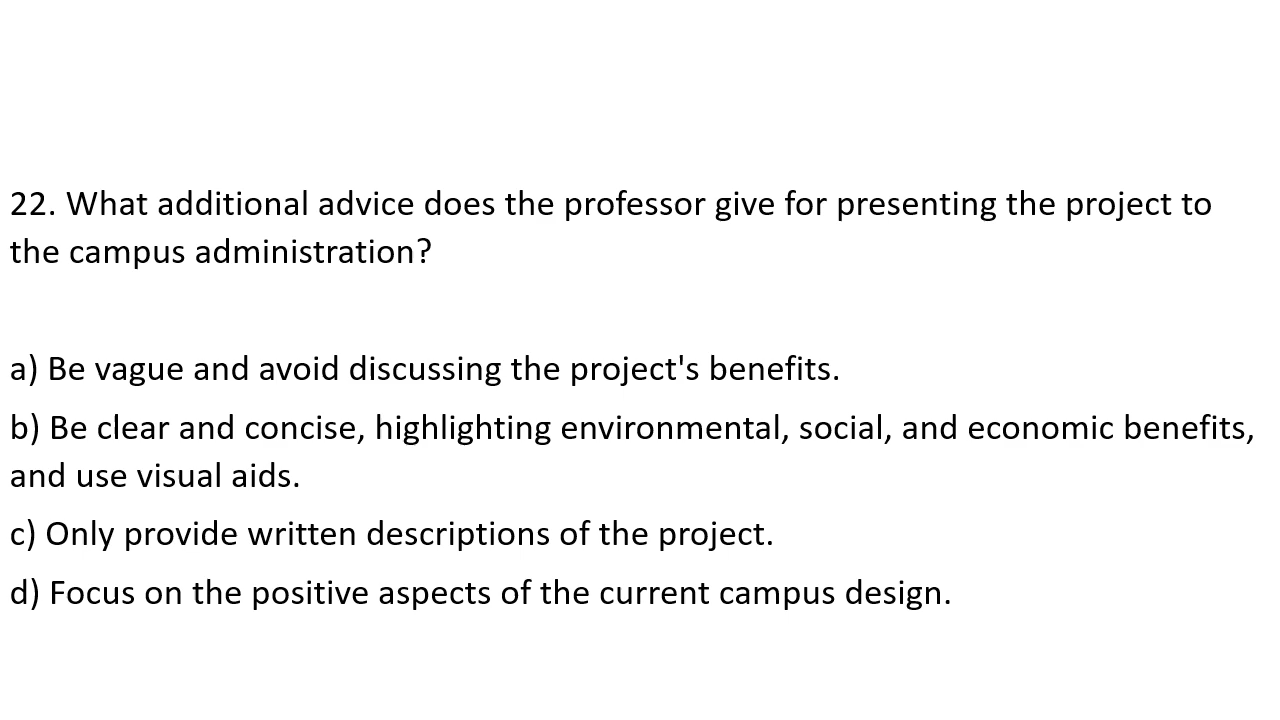 22. What additional advice does the professor give for presenting the project to
the campus administration?
a) Be vague and avoid discussing the project's benefits.
b) Be clear and concise, highlighting environmental, social, and economic benefits,
and use visual aids.
c) Only provide written descriptions of the project.
d) Focus on the positive aspects of the current campus design.